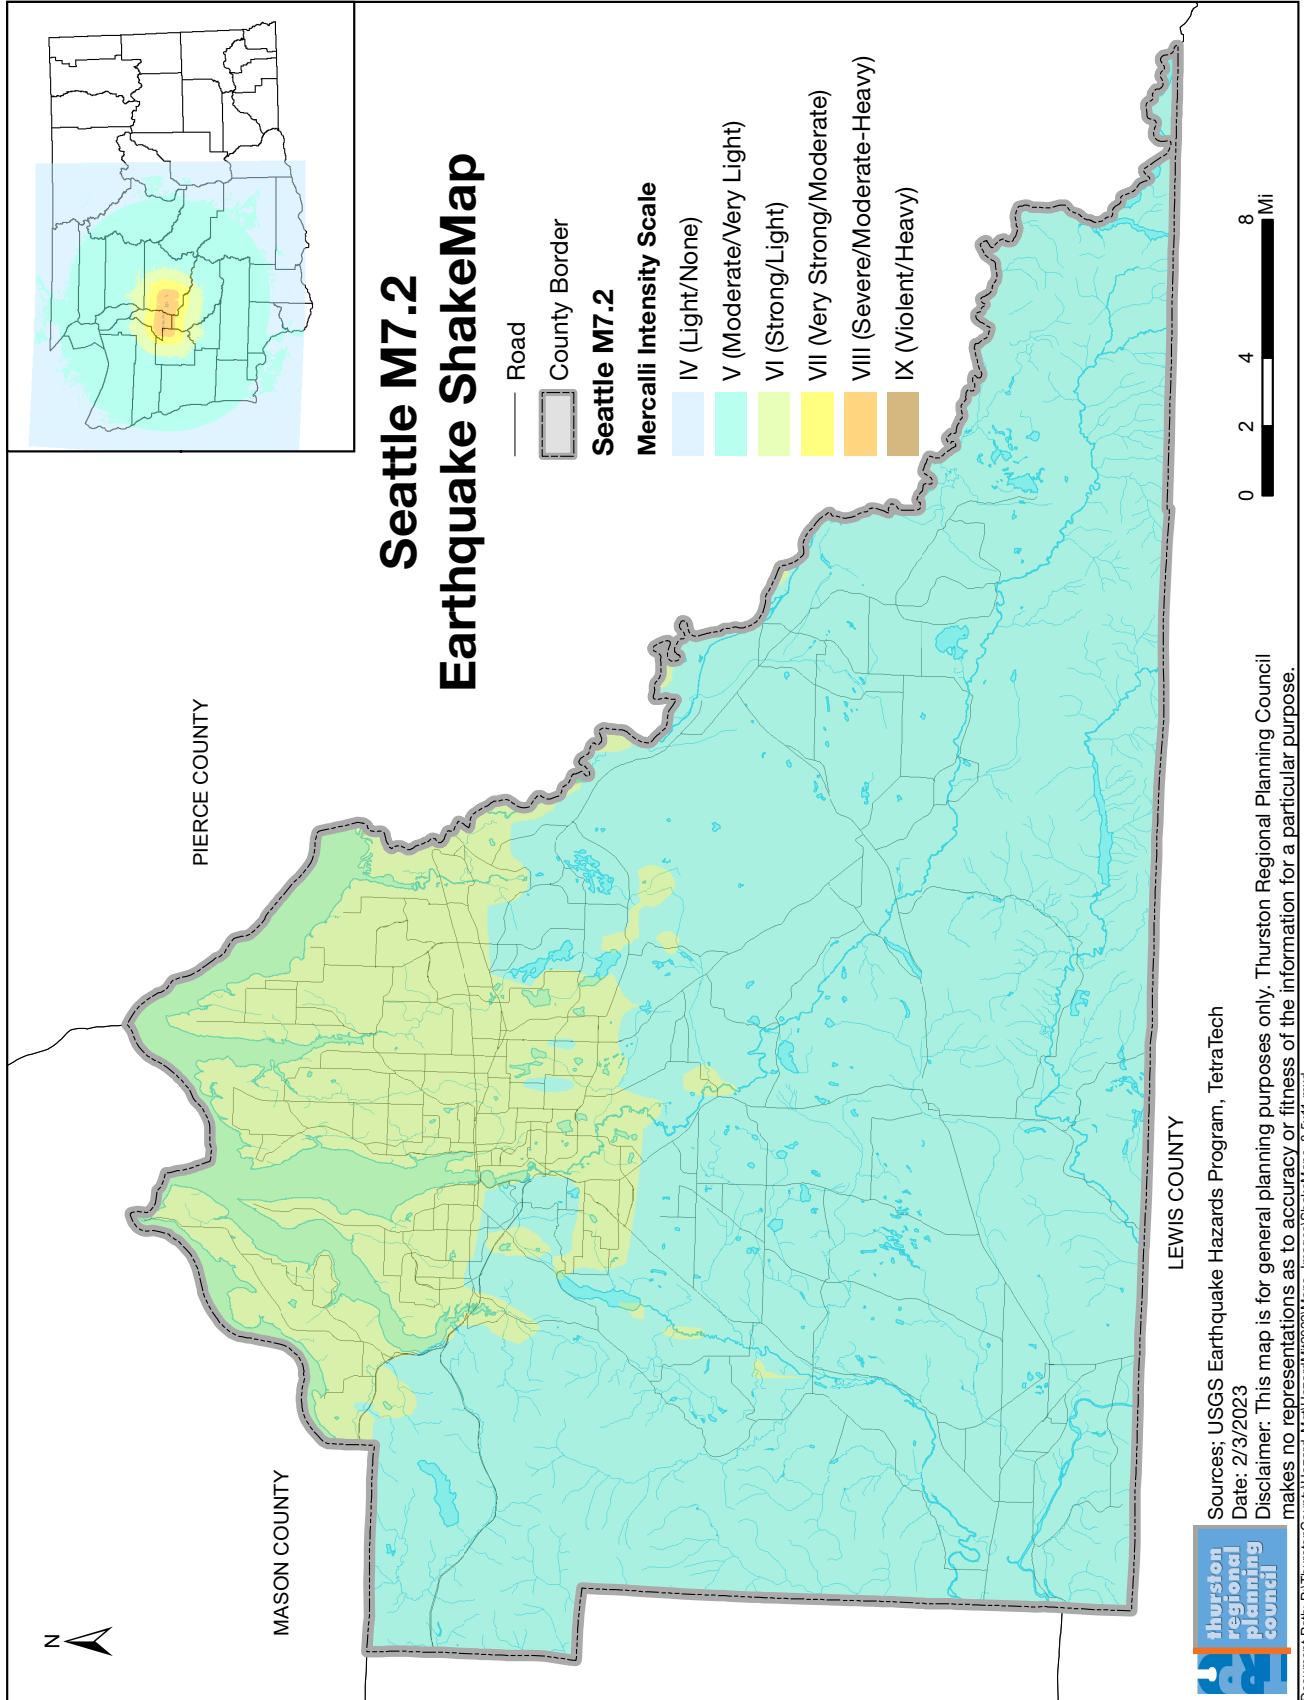 Seattle M7.2
Earthquake ShakeMap
Road
County Border
Seattle M7.2
Mercalli Intensity Scale
IV (Light/None)
V (Moderate/Very Light)
VI (Strong/Light)
VII (Very Strong/Moderate)
VIII (Severe/Moderate-Heavy)
IX (Violent/Heavy)
N
MASON COUNTY
PIERCE COUNTY
LEWIS COUNTY
0 2 4 8
Mi
thurston
regional
planning
council
Sources; USGS Earthquake Hazards Program, TetraTech
Date: 2/3/2023
Disclaimer: This map is for general planning purposes only. Thurston Regional Planning Council
makes no representations as to accuracy or fitness of the information for a particular purpose.